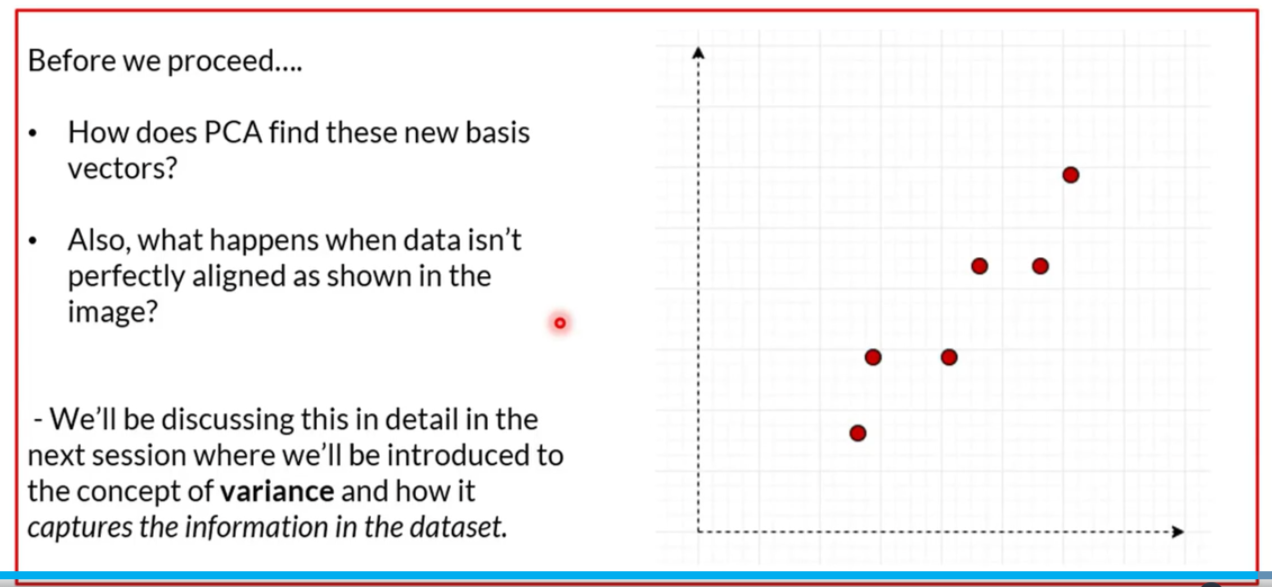 Before we proceed....
• How does PCA find these new basis
vectors?
• Also, what happens when data isn’t
perfectly aligned as shown in the
image?
- We’ll be discussing this in detail in the
next session where we’ll be introduced to
the concept of variance and how it
captures the information in the dataset.